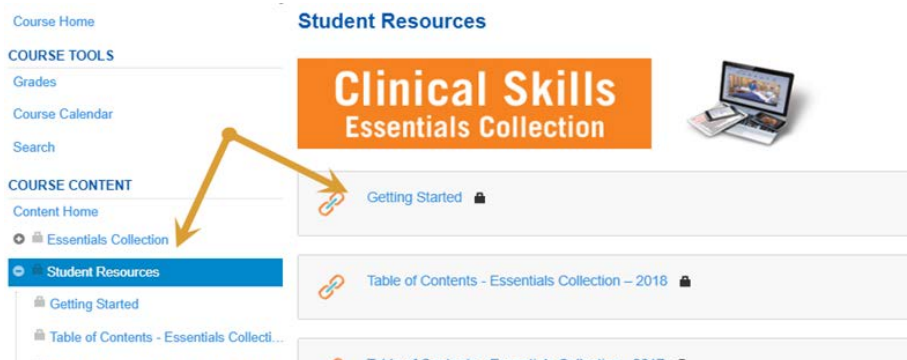 Course Home
COURSE TOOLS
Grades
Course Calendar
Search
COURSE CONTENT
Content Home
Essentials Collection
Student Resources
Getting Started
Table of Contents - Essentials Collecti...
Student Resources
Clinical Skills
Essentials Collection
Getting Started
Table of Contents - Essentials Collection – 2018